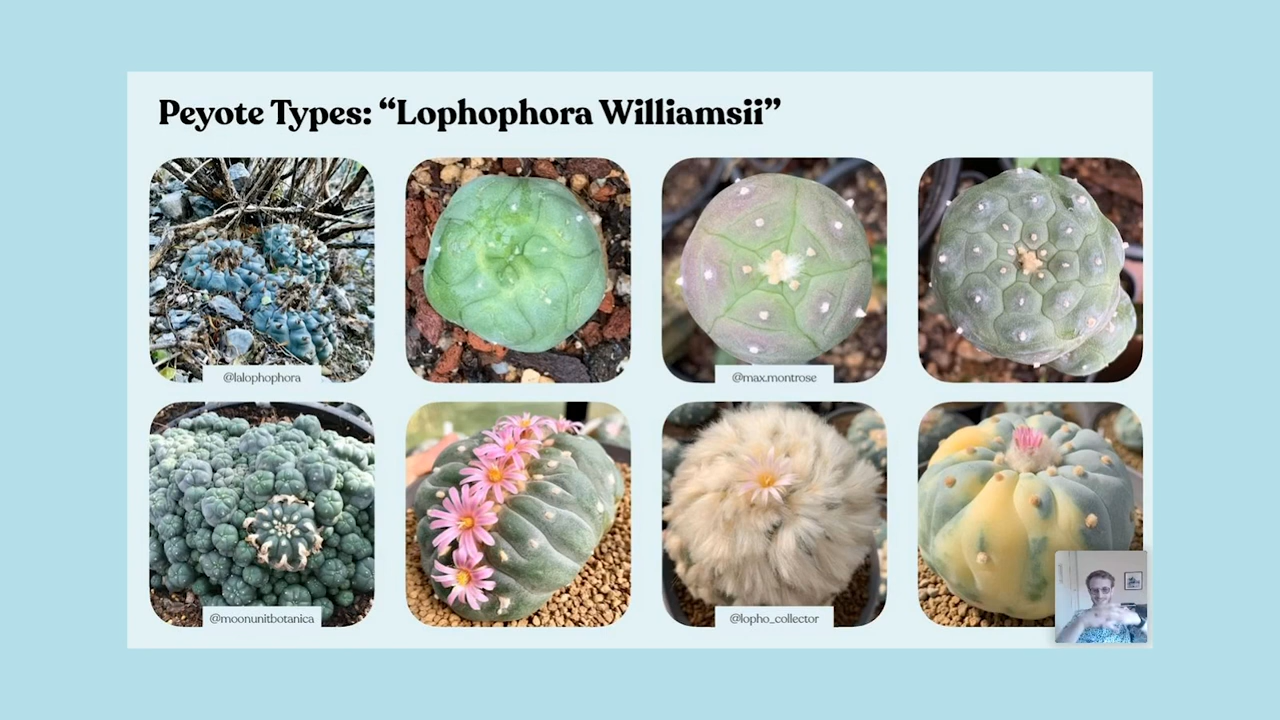 Peyote Types: “Lophophora Williamsii”
@lalophophora
@max.montrose
@moonunitbotanica
@lopho_collector